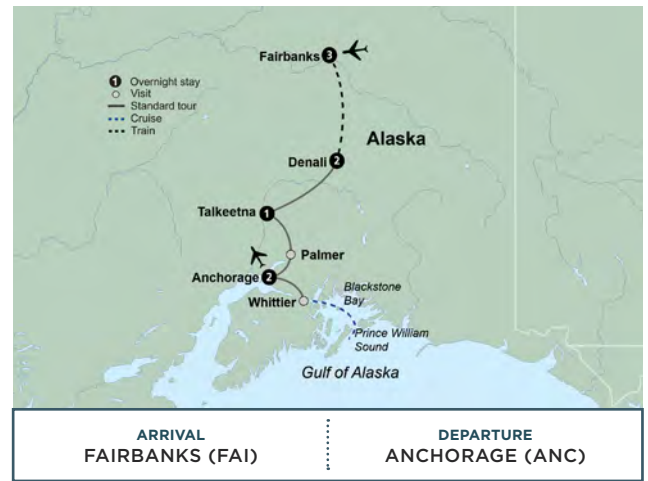 Fairbanks 3
1 Overnight stay
Visit
Standard tour
Cruise
Train
Alaska
Denali 2
Talkeetna 1
Palmer
Anchorage 2
Whittier
Blackstone
Bay
Prince William
Sound
Gulf of Alaska
ARRIVAL
FAIRBANKS (FAI)
DEPARTURE
ANCHORAGE (ANC)